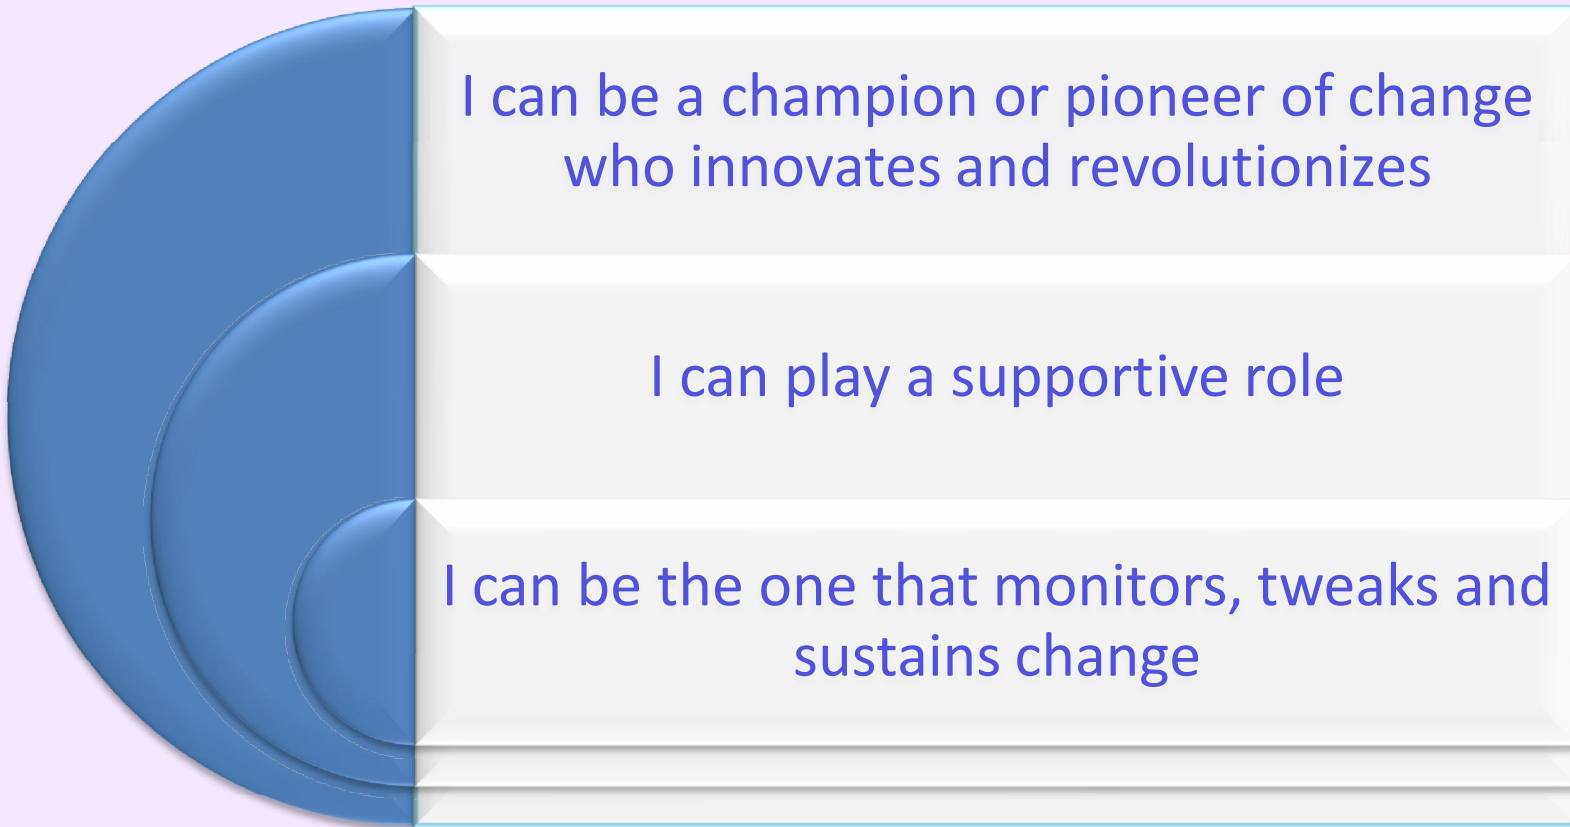 I can be a champion or pioneer of change
who innovates and revolutionizes
I can play a supportive role
I can be the one that monitors, tweaks and
sustains change